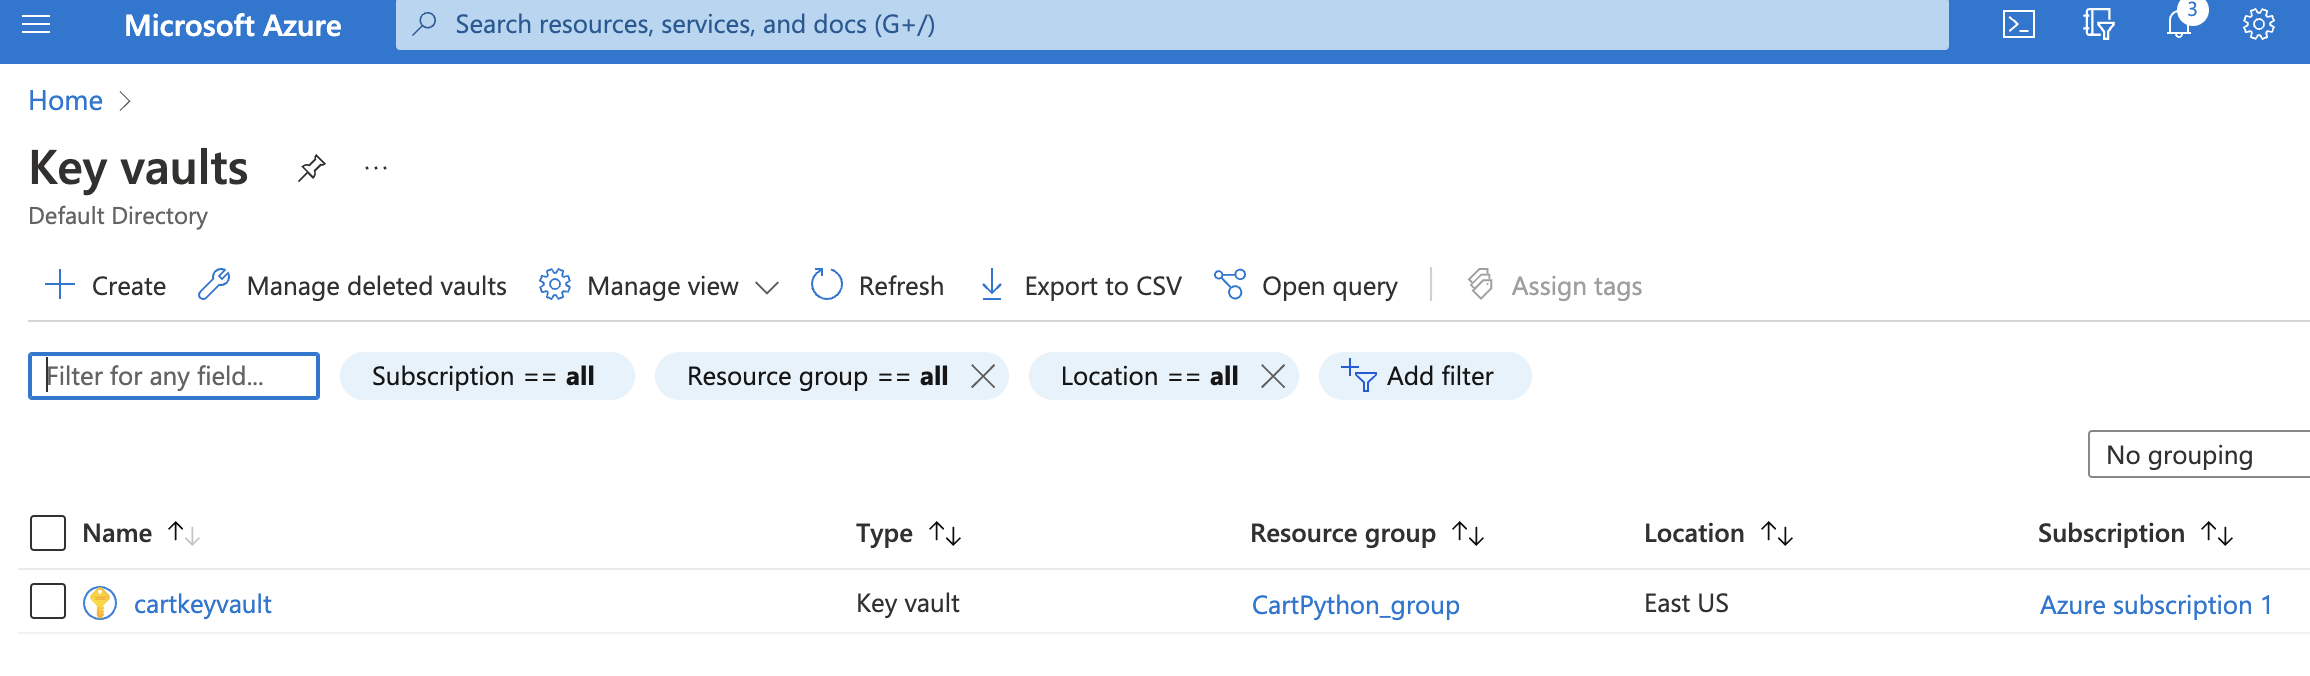 Microsoft Azure
Search resources, services, and docs (G+/)
3
Home
Key vaults
Default Directory
Create
Manage deleted vaults
Manage view
Refresh
Export to CSV
Open query
Assign tags
Filter for any field...
Subscription == all
Resource group == all
Location == all
Add filter
No grouping
Name Type Resource group Location Subscription
cartkeyvault Key vault CartPython_group East US Azure subscription 1